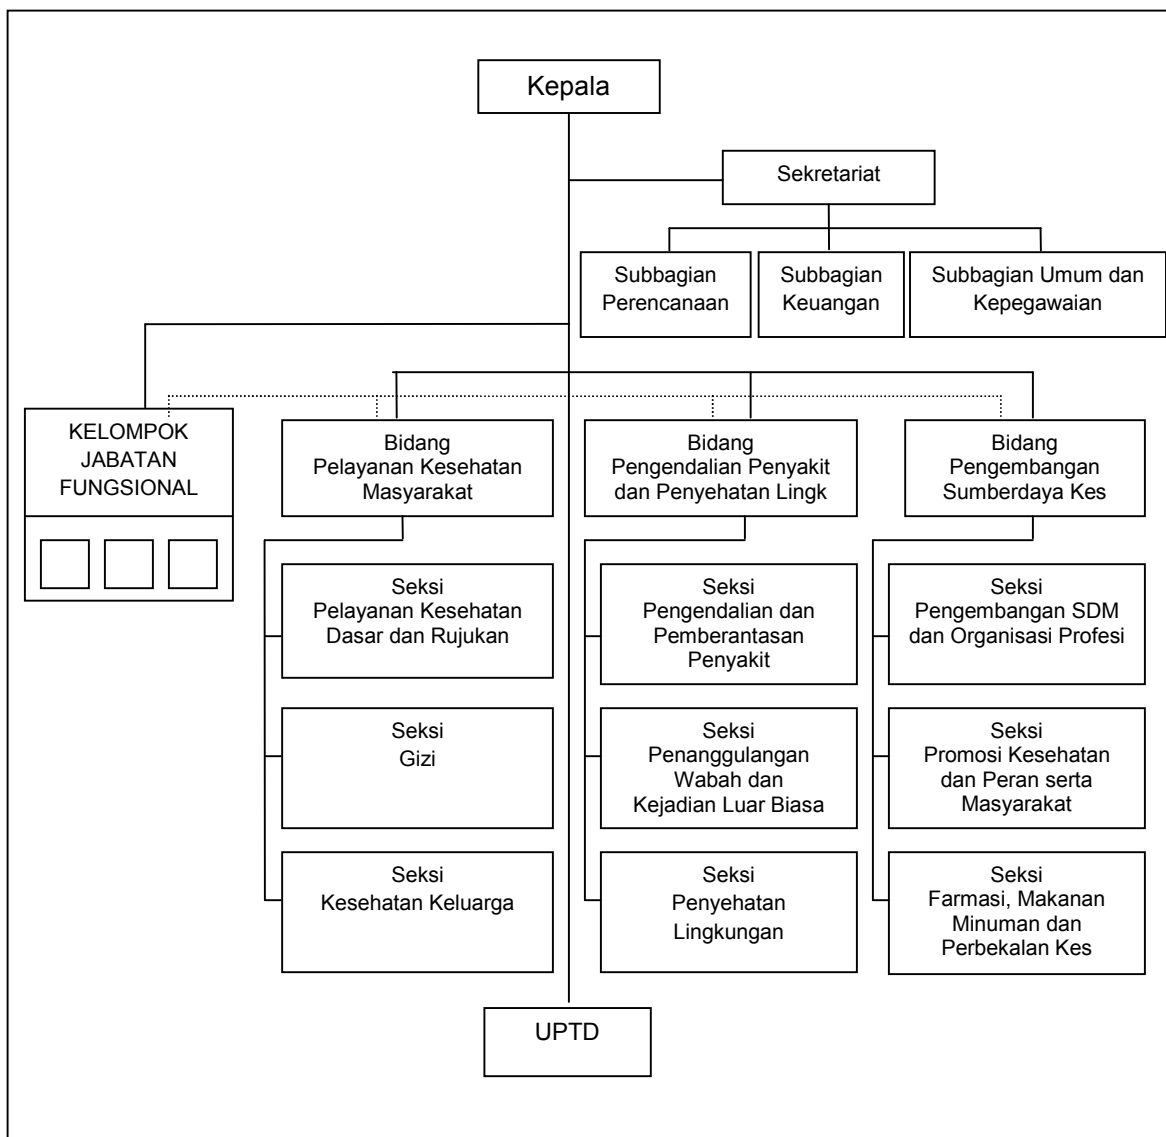 Kepala
Sekretariat
Subbagian
Perencanaan
Subbagian
Keuangan
Subbagian Umum dan
Kepegawaian
KELOMPOK
JABATAN
FUNGSIONAL
Bidang
Pelayanan Kesehatan
Masyarakat
Bidang
Pengendalian Penyakit
dan Penyehatan Lingk
Bidang
Pengembangan
Sumberdaya Kes
Seksi
Pelayanan Kesehatan
Dasar dan Rujukan
Seksi
Pengendalian dan
Pemberantasan
Penyakit
Seksi
Pengembangan SDM
dan Organisasi Profesi
Seksi
Gizi
Seksi
Penanggulangan
Wabah dan
Kejadian Luar Biasa
Seksi
Promosi Kesehatan
dan Peran serta
Masyarakat
Seksi
Kesehatan Keluarga
Seksi
Penyehatan
Lingkungan
Seksi
Farmasi, Makanan
Minuman dan
Perbekalan Kes
UPTD